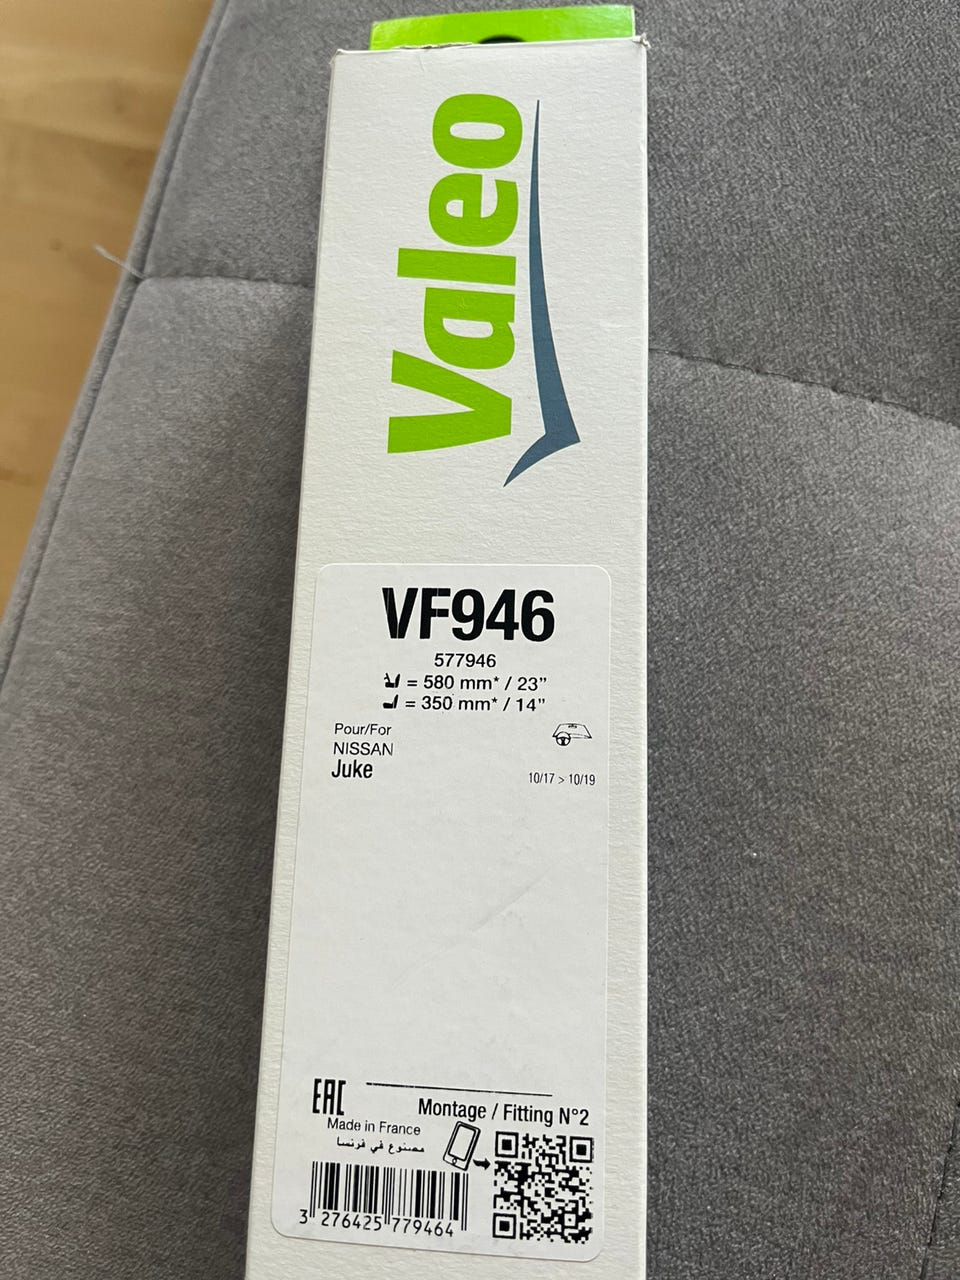 Valeo
VF946
577946
= 580 mm* / 23"
= 350 mm* / 14"
Pour/For
NISSAN
Juke
10/17 > 10/19
EAC
Montage / Fitting N°2
Made in France
مصنوع في فرنسا
3 276425 779464